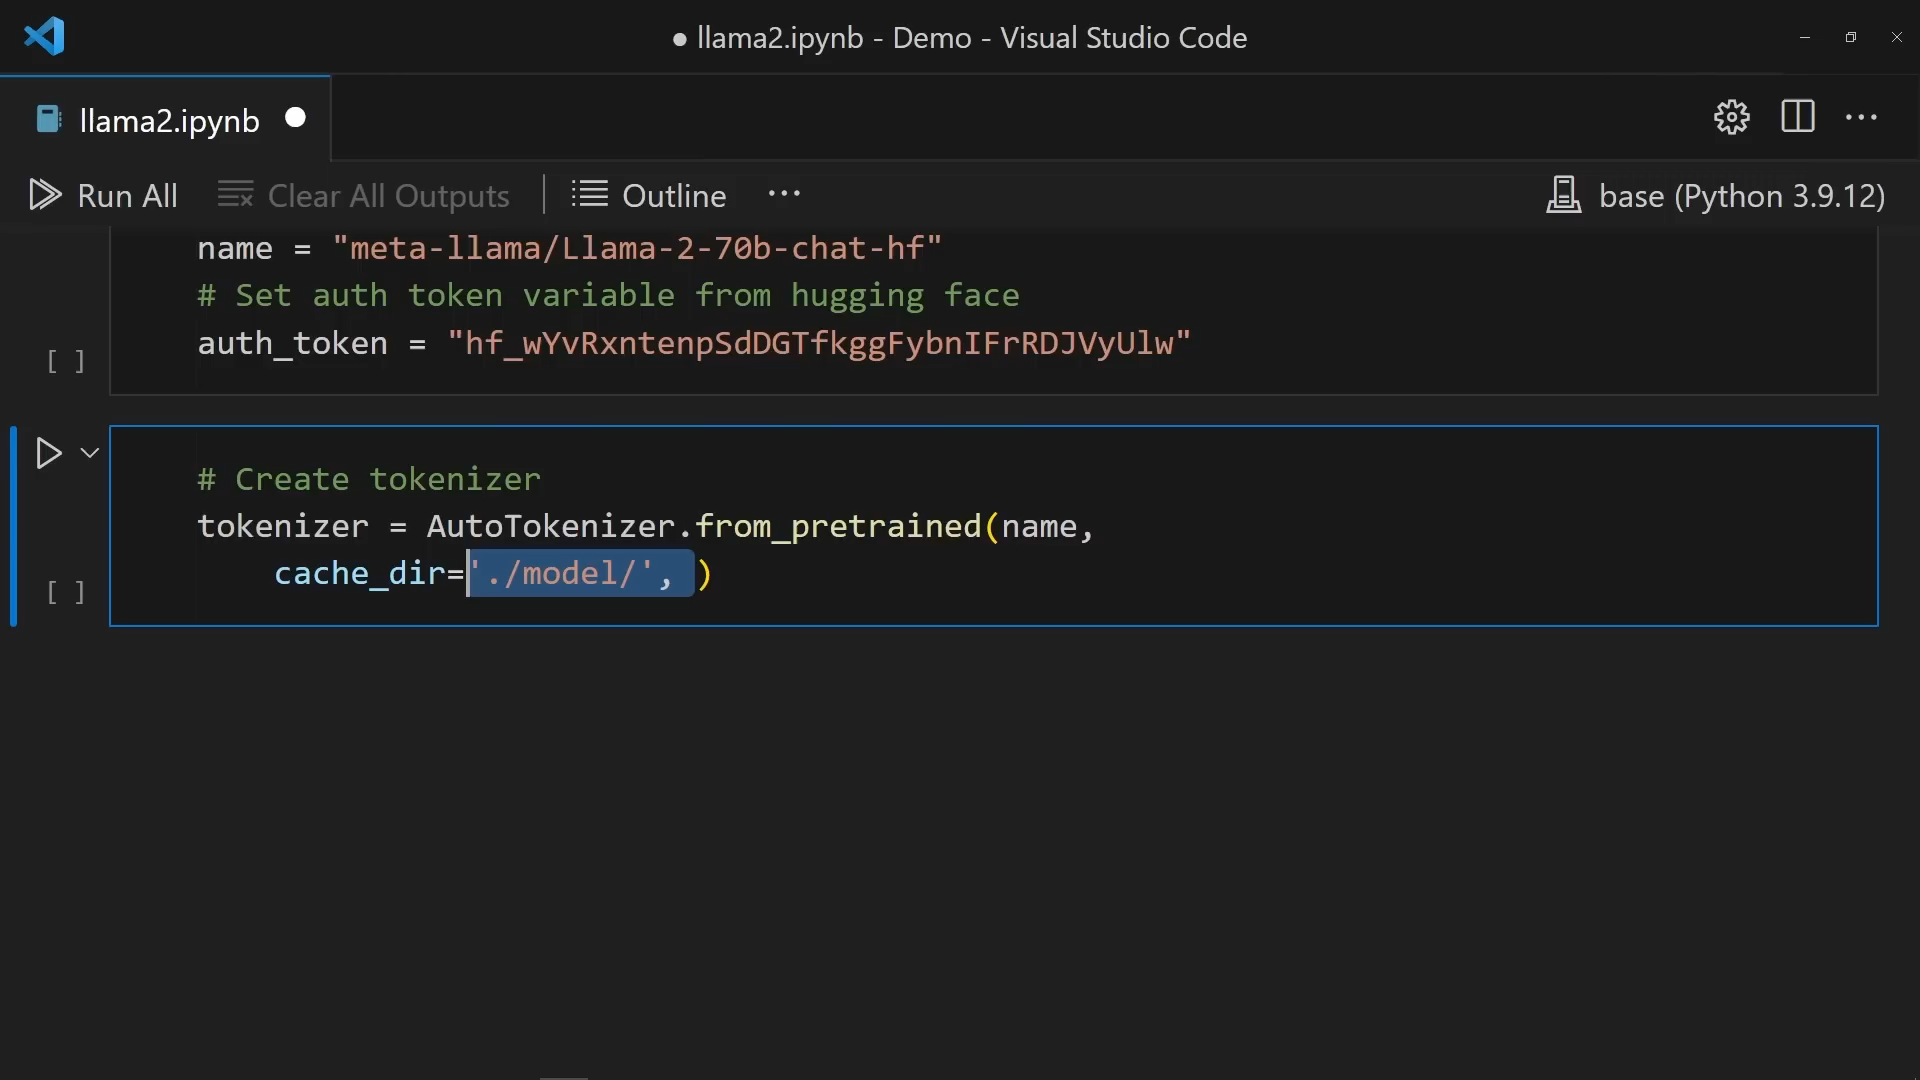 ● llama2.ipynb - Demo - Visual Studio Code
llama2.ipynb
Run All
Clear All Outputs
Outline
base (Python 3.9.12)
name = "meta-llama/Llama-2-70b-chat-hf"
# Set auth token variable from hugging face
auth_token = "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"
[ ]
# Create tokenizer
tokenizer = AutoTokenizer.from_pretrained(name,
cache_dir='./model/', )
[ ]